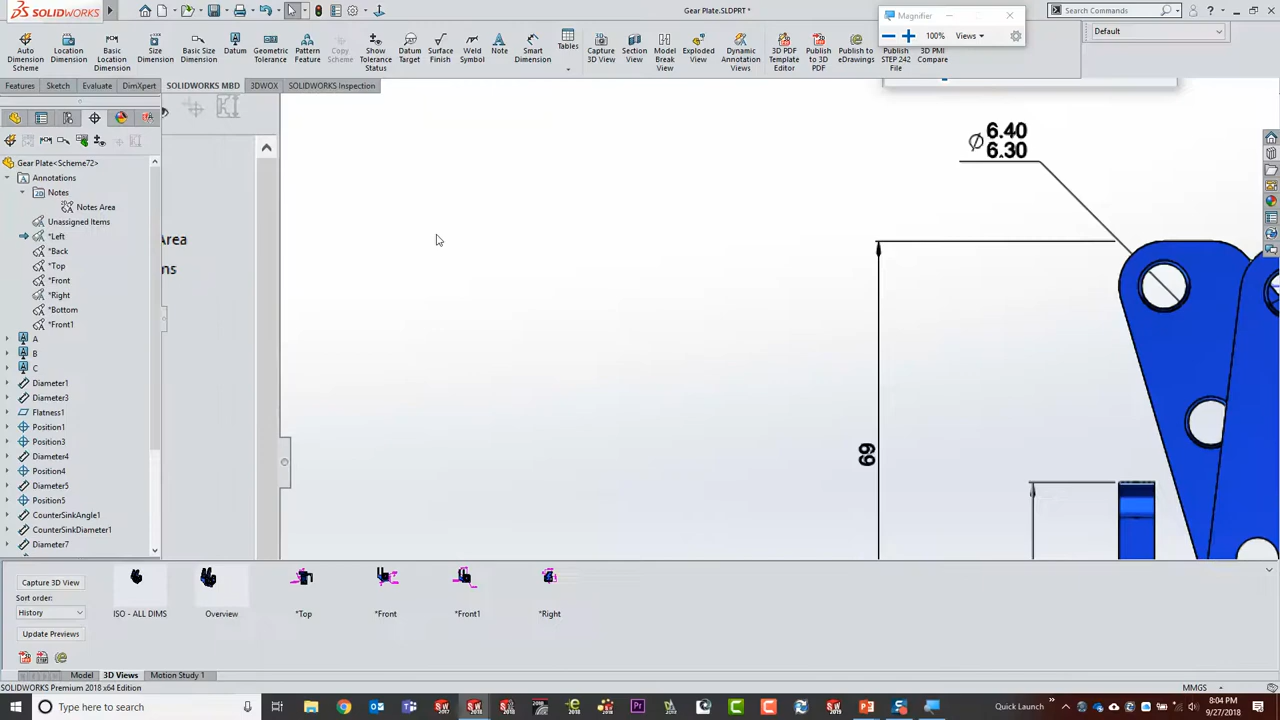 SOLIDWORKS
Gear Plate.SLDPRT *
Search Commands
Magnifier
100%
Views
Default
Auto Dimension Scheme
Location Dimension
Basic Location Dimension
Size Dimension
Basic Size Dimension
Datum
Geometric Tolerance
Pattern Feature
Copy Scheme
Show Tolerance Status
Datum Target
Surface Finish
Weld Symbol
Note
Smart Dimension
Tables
Capture 3D View
Section View
Model Break View
Exploded View
Dynamic Annotation Views
3D PDF Template Editor
Publish to 3D PDF
Publish to eDrawings
Publish STEP 242 File
3D PMI Compare
Features
Sketch
Evaluate
DimXpert
SOLIDWORKS MBD
3DWOX
SOLIDWORKS Inspection
Gear Plate<Scheme72>
Annotations
Notes
Notes Area
Unassigned Items
*Left
*Back
*Top
*Front
*Right
*Bottom
*Front1
A
B
C
Diameter1
Diameter3
Flatness1
Position1
Position3
Diameter4
Position4
Diameter5
Position5
CounterSinkAngle1
CounterSinkDiameter1
Diameter7
Area
ms
Ø 6.40
6.30
69
Capture 3D View
Sort order:
History
Update Previews
ISO - ALL DIMS
Overview
*Top
*Front
*Front1
*Right
Model
3D Views
Motion Study 1
SOLIDWORKS Premium 2018 x64 Edition
MMGS
Type here to search
Quick Launch
8:04 PM
9/27/2018